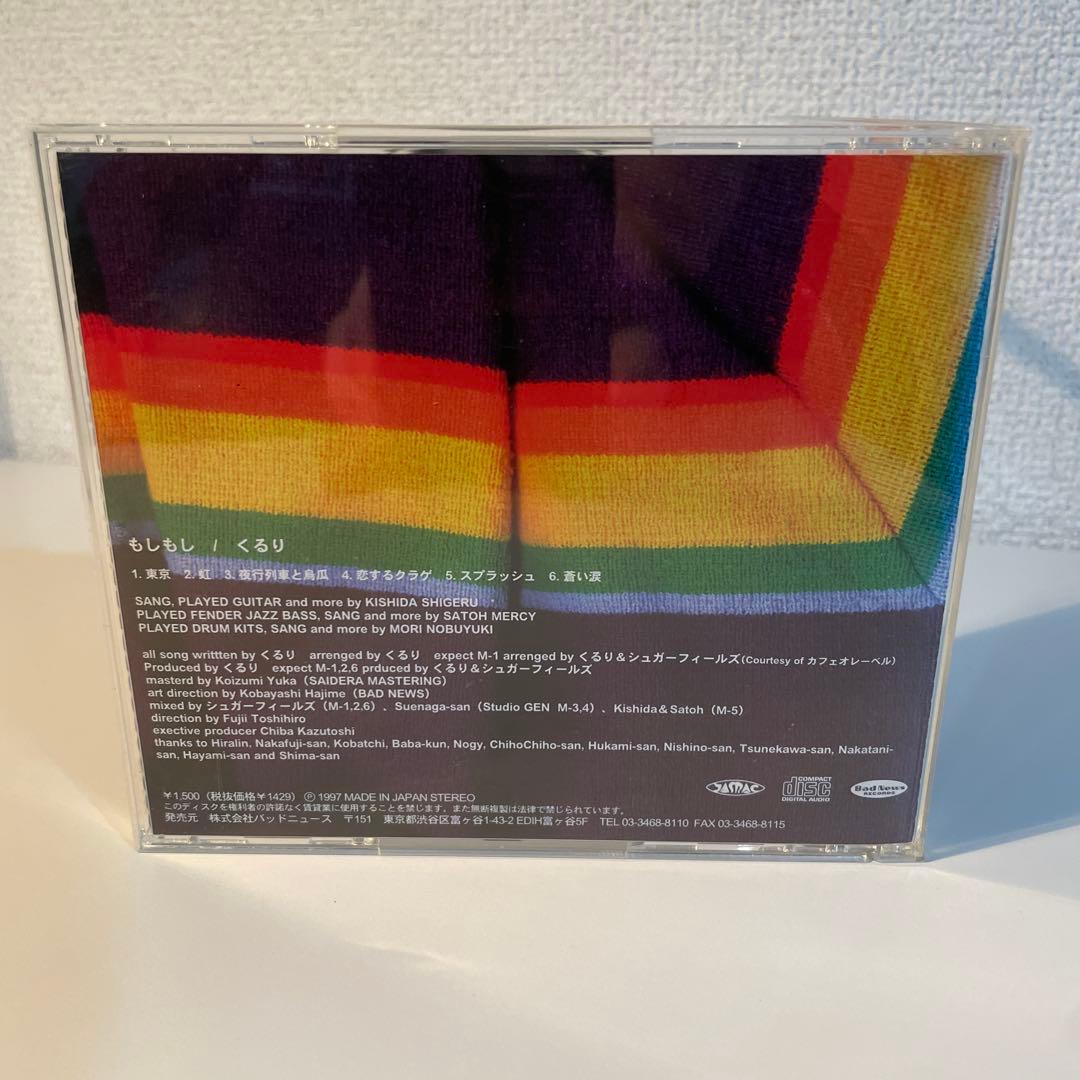 もしもし / くるり
1. 東京 2. 虹 3. 夜行列車と烏瓜 4. 恋するクラゲ 5. スプラッシュ 6. 蒼い涙
SANG, PLAYED GUITAR and more by KISHIDA SHIGERU
PLAYED FENDER JAZZ BASS, SANG and more by SATOH MERCY
PLAYED DRUM KITS, SANG and more by MORI NOBUYUKI
all song writtten by くるり arrenged by くるり expect M-1 arrenged by くるり＆シュガーフィールズ(Courtesy of カフェオレーベル)
Produced by くるり expect M-1,2,6 prduced by くるり＆シュガーフィールズ
masterd by Koizumi Yuka（SAIDERA MASTERING）
art direction by Kobayashi Hajime（BAD NEWS）
mixed by シュガーフィールズ（M-1,2,6）、Suenaga-san（Studio GEN M-3,4）、Kishida＆Satoh（M-5）
direction by Fujii Toshihiro
exective producer Chiba Kazutoshi
thanks to Hiralin, Nakafuji-san, Kobatchi, Baba-kun, Nogy, ChihoChiho-san, Hukami-san, Nishino-san, Tsunekawa-san, Nakatani-
san, Hayami-san and Shima-san
JASRAC
COMPACT
disc
DIGITAL AUDIO
Bad News
RECORDS
￥1,500（税抜価格￥1429）Ⓟ 1997 MADE IN JAPAN STEREO
このディスクを権利者の許諾なく賃貸業に使用することを禁じます。また無断複製は法律で禁じられています。
発売元 株式会社バッドニュース 〒151 東京都渋谷区富ヶ谷1-43-2 EDIH富ヶ谷5F TEL 03-3468-8110 FAX 03-3468-8115